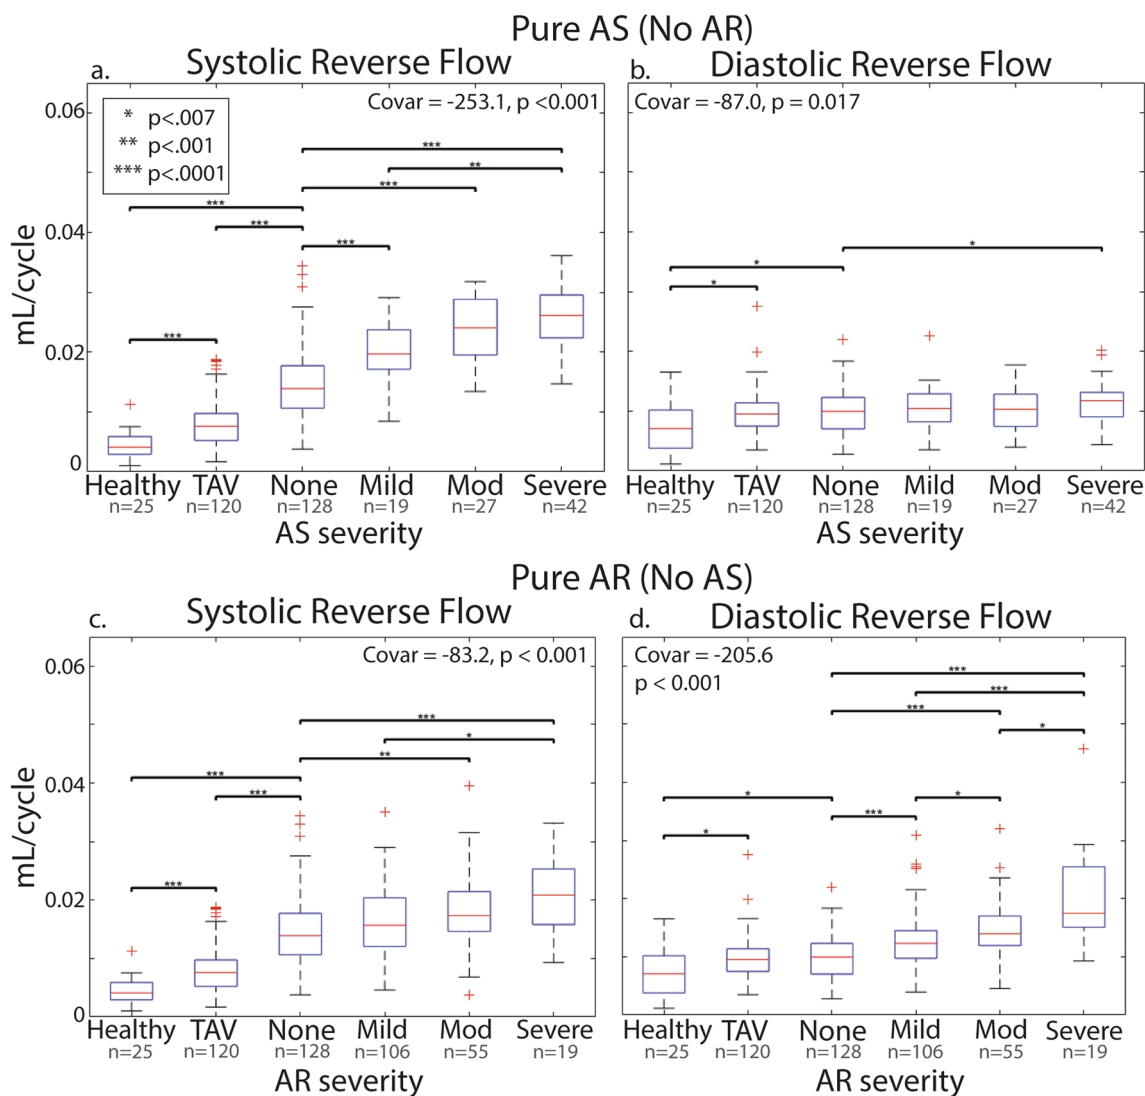 Pure AS (No AR)
a.
Systolic Reverse Flow
b.
Diastolic Reverse Flow
* p<.007
** p<.001
*** p<.0001
Covar = -253.1, p <0.001
Covar = -87.0, p = 0.017
***
***
***
***
***
**
***
*
*
*
mL/cycle
0.06
0.04
0.02
0
Healthy TAV None Mild Mod Severe
n=25 n=120 n=128 n=19 n=27 n=42
AS severity
Healthy TAV None Mild Mod Severe
n=25 n=120 n=128 n=19 n=27 n=42
AS severity
Pure AR (No AS)
c.
Systolic Reverse Flow
d.
Diastolic Reverse Flow
Covar = -83.2, p < 0.001
Covar = -205.6
p < 0.001
***
***
***
**
*
***
*
*
***
*
*
***
***
***
mL/cycle
0.06
0.04
0.02
0
Healthy TAV None Mild Mod Severe
n=25 n=120 n=128 n=106 n=55 n=19
AR severity
Healthy TAV None Mild Mod Severe
n=25 n=120 n=128 n=106 n=55 n=19
AR severity